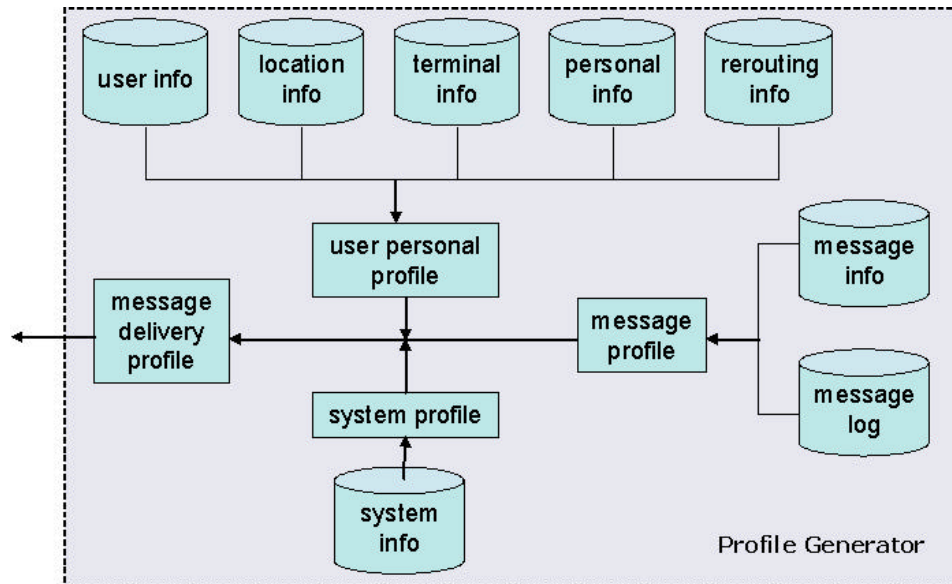 user info
location
info
terminal
info
personal
info
rerouting
info
user personal
profile
message
info
message
delivery
profile
message
profile
system profile
message
log
system
info
Profile Generator